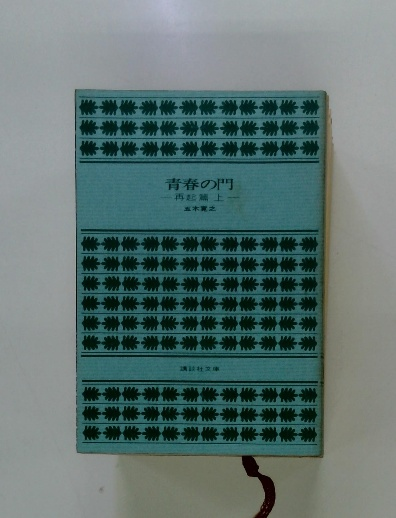 青春の門
—再起篇 上—
五木寛之
講談社文庫